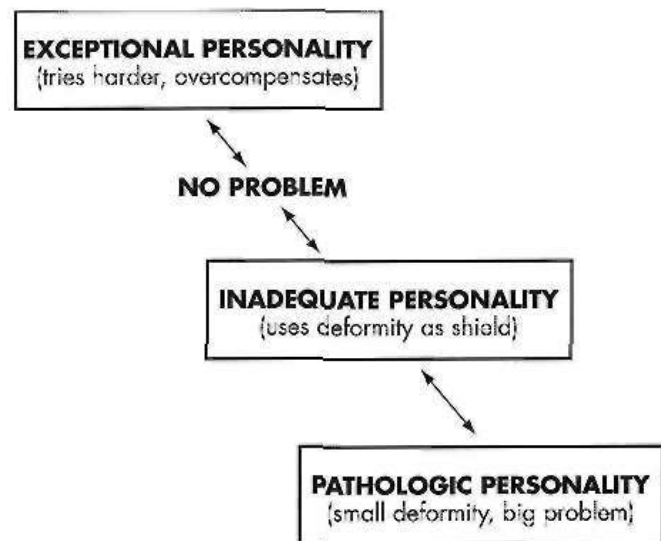 EXCEPTIONAL PERSONALITY
(tries harder, overcompensates)
NO PROBLEM
INADEQUATE PERSONALITY
(uses deformity as shield)
PATHOLOGIC PERSONALITY
(small deformity, big problem)